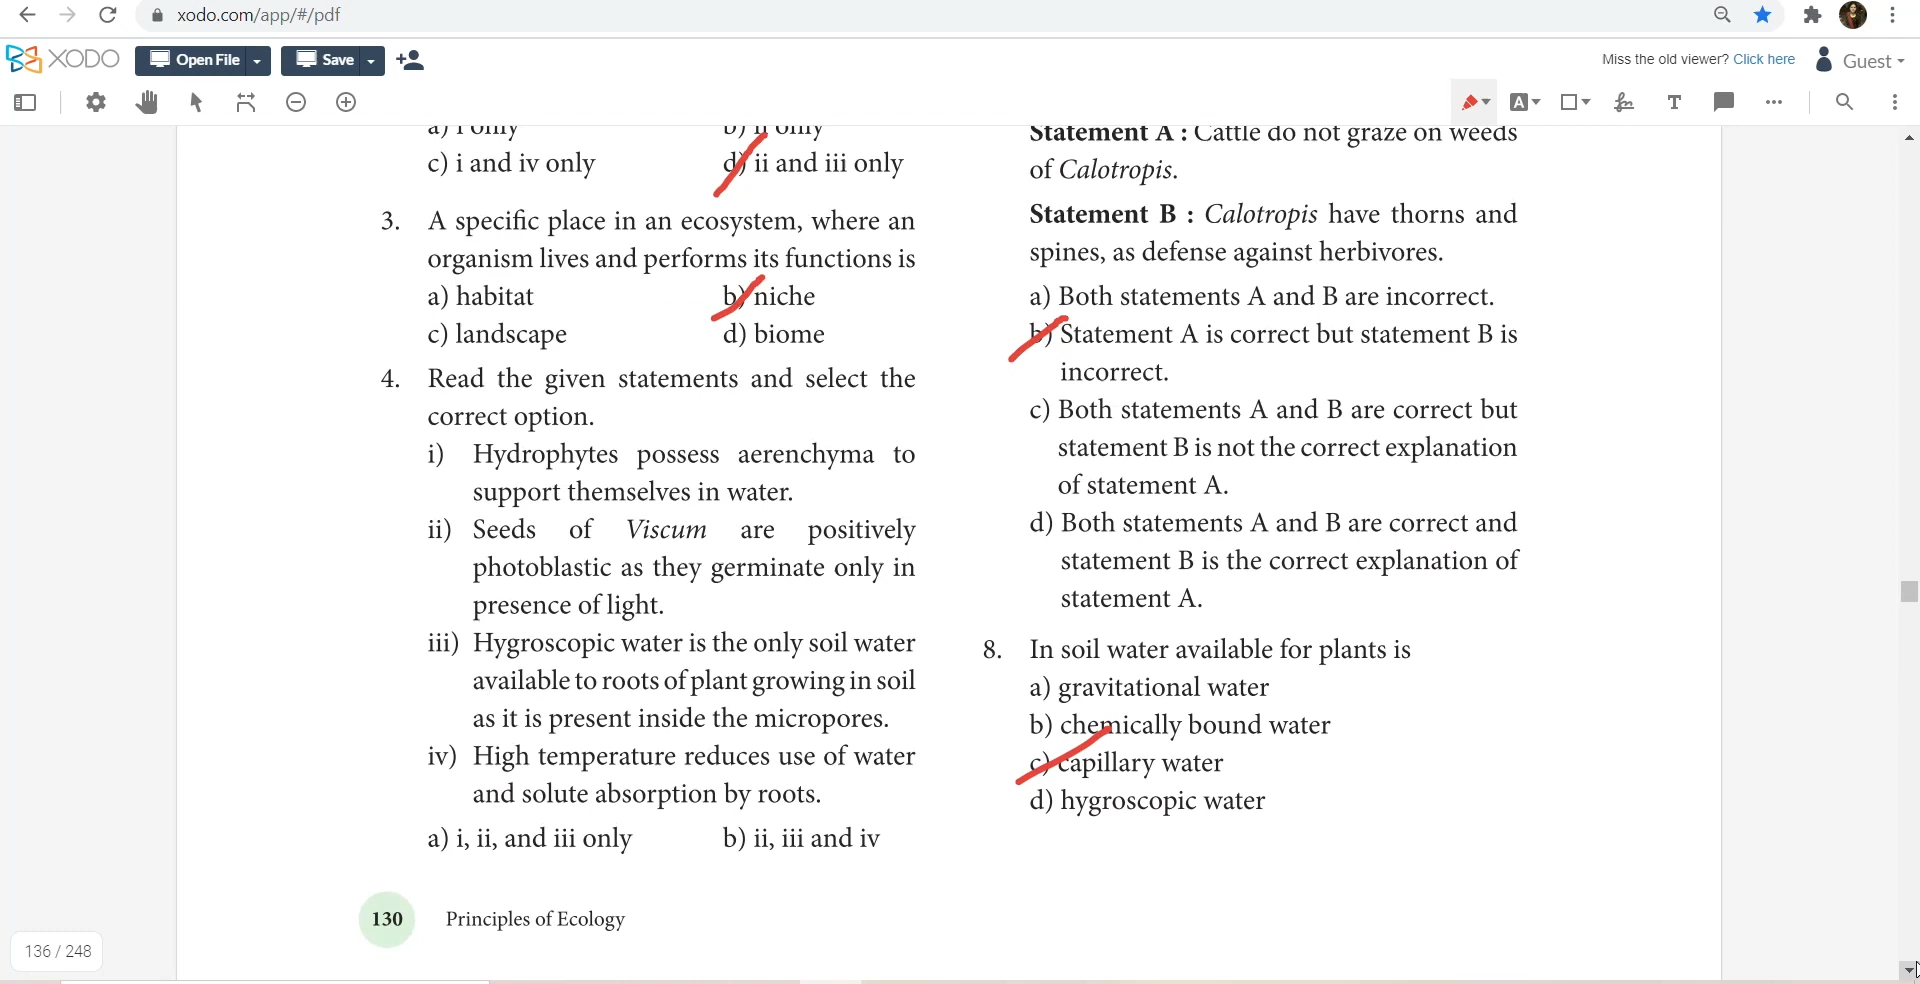 xodo.com/app/#/pdf
XODO
Open File
Save
Miss the old viewer? Click here
Guest
A
T
a) i only b) ii only
c) i and iv only d) ii and iii only
3. A specific place in an ecosystem, where an
organism lives and performs its functions is
a) habitat b) niche
c) landscape d) biome
4. Read the given statements and select the
correct option.
i) Hydrophytes possess aerenchyma to
support themselves in water.
ii) Seeds of Viscum are positively
photoblastic as they germinate only in
presence of light.
iii) Hygroscopic water is the only soil water
available to roots of plant growing in soil
as it is present inside the micropores.
iv) High temperature reduces use of water
and solute absorption by roots.
a) i, ii, and iii only b) ii, iii and iv
Statement A : Cattle do not graze on weeds
of Calotropis.
Statement B : Calotropis have thorns and
spines, as defense against herbivores.
a) Both statements A and B are incorrect.
b) Statement A is correct but statement B is
incorrect.
c) Both statements A and B are correct but
statement B is not the correct explanation
of statement A.
d) Both statements A and B are correct and
statement B is the correct explanation of
statement A.
8. In soil water available for plants is
a) gravitational water
b) chemically bound water
c) capillary water
d) hygroscopic water
130 Principles of Ecology
136 / 248